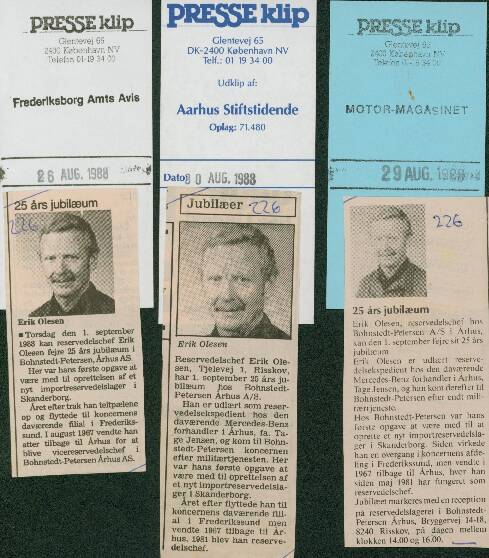 PRESSE klip
Glentevej 65
2400 København NV
Telefon 01-19 34 00
Frederiksborg Amts Avis
26 AUG. 1988
25 års jubilæum
226
Erik Olesen
Torsdag den 1. september
1988 kan reservedelschef Erik
Olesen fejre 25 års jubilæum i
Bohnstedt-Petersen, Århus AS.
Her var hans første opgave at
være med til oprettelsen af et
nyt importreservedelslager i
Skanderborg.
Året efter trak han teltpælene
op og flyttede til koncernens
daværende filial i Frederiks-
sund. I august 1967 vendte han
atter tilbage til Århus for at
blive vicereservedelschef i
Bohnstedt-Petersen Århus AS.
PRESSE klip
Glentevej 65
DK-2400 København NV
Telf.: 01 19 34 00
Udklip af:
Aarhus Stiftstidende
Oplag: 71.480
Dato: 30 AUG. 1988
Jubilæer
226
Erik Olesen
Reservedelschef Erik Ole-
sen, Tjelevej 1, Risskov,
har 1. september 25 års ju-
bilæum hos Bohnstedt-
Petersen Århus A/S.
Han er udlært som reser-
vedelsekspedient hos den
daværende Mercedes-Benz
forhandler i Århus, fa. Ta-
ge Jensen, og kom til Bohn-
stedt-Petersen koncernen
efter militærtjenesten. Her
var hans første opgave at
være med til oprettelsen af
et nyt importreservedelsla-
ger i Skanderborg.
Året efter flyttede han til
koncernens daværende fili-
al i Frederikssund men
vendte 1967 tilbage til År-
hus. 1981 blev han reserve-
delschef.
PRESSE klip
Glentevej 65
2400 København NV
MOTOR-MAGASINET
29 AUG. 1988
226
25 års jubilæum
Erik Olesen, reservedelschef hos
Bohnstedt-Petersen A/S i Århus,
kan den 1. september fejre sit 25 års
jubilæum
Erik Olesen er udlært reserve-
delsekspedient hos den daværende
Mercedes-Benz forhandler i Århus,
Tage Jensen, og han kom derefter til
Bohnstedt-Petersen efter endt mili-
tærtjeneste.
Hos Bohnstedt-Petersen var hans
første opgave at være med til at
oprette et nyt importreservedelsla-
ger i Skanderborg. Siden virkede
han en overgang i koncernens afde-
ling i Frederikssund, men vendte i
1967 tilbage til Århus, hvor han
siden maj 1981 har fungeret som
reservedelschef.
Jubilæet markeres med en reception
på reservedelslageret i Bohnstedt-
Petersen Århus, Bryggervej 14-18,
8240 Risskov, på dagen mellem
klokken 14.00 og 16.00.